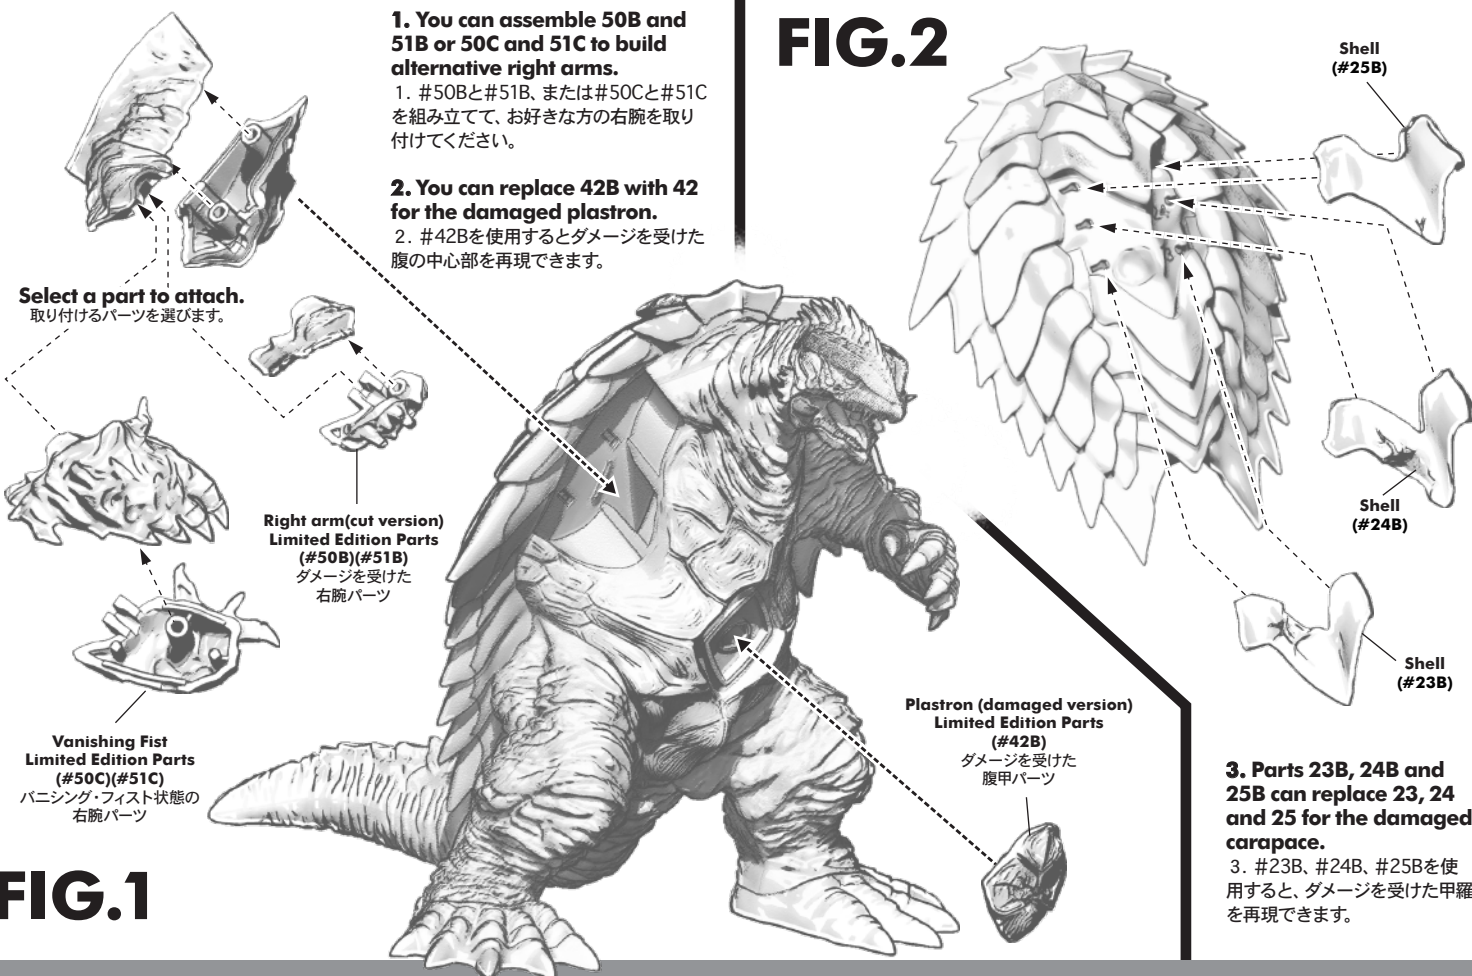 1. You can assemble 50B and
51B or 50C and 51C to build
alternative right arms.
1. #50Bと#51B、または#50Cと#51C
を組み立てて、お好きな方の右腕を取り
付けてください。
2. You can replace 42B with 42
for the damaged plastron.
2. #42Bを使用するとダメージを受けた
腹の中心部を再現できます。
Select a part to attach.
取り付けるパーツを選びます。
Right arm(cut version)
Limited Edition Parts
(#50B)(#51B)
ダメージを受けた
右腕パーツ
Vanishing Fist
Limited Edition Parts
(#50C)(#51C)
バニシング・フィスト状態の
右腕パーツ
Plastron (damaged version)
Limited Edition Parts
(#42B)
ダメージを受けた
腹甲パーツ
FIG.1
FIG.2
Shell
(#25B)
Shell
(#24B)
Shell
(#23B)
3. Parts 23B, 24B and
25B can replace 23, 24
and 25 for the damaged
carapace.
3. #23B、#24B、#25Bを使
用すると、ダメージを受けた甲羅
を再現できます。